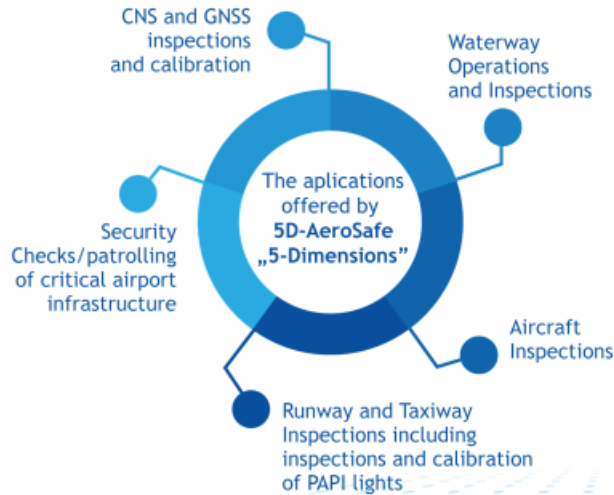 CNS and GNSS
inspections
and calibration
Waterway
Operations
and Inspections
The aplications
offered by
5D-AeroSafe
„5-Dimensions”
Security
Checks/patrolling
of critical airport
infrastructure
Aircraft
Inspections
Runway and Taxiway
Inspections including
inspections and calibration
of PAPI lights